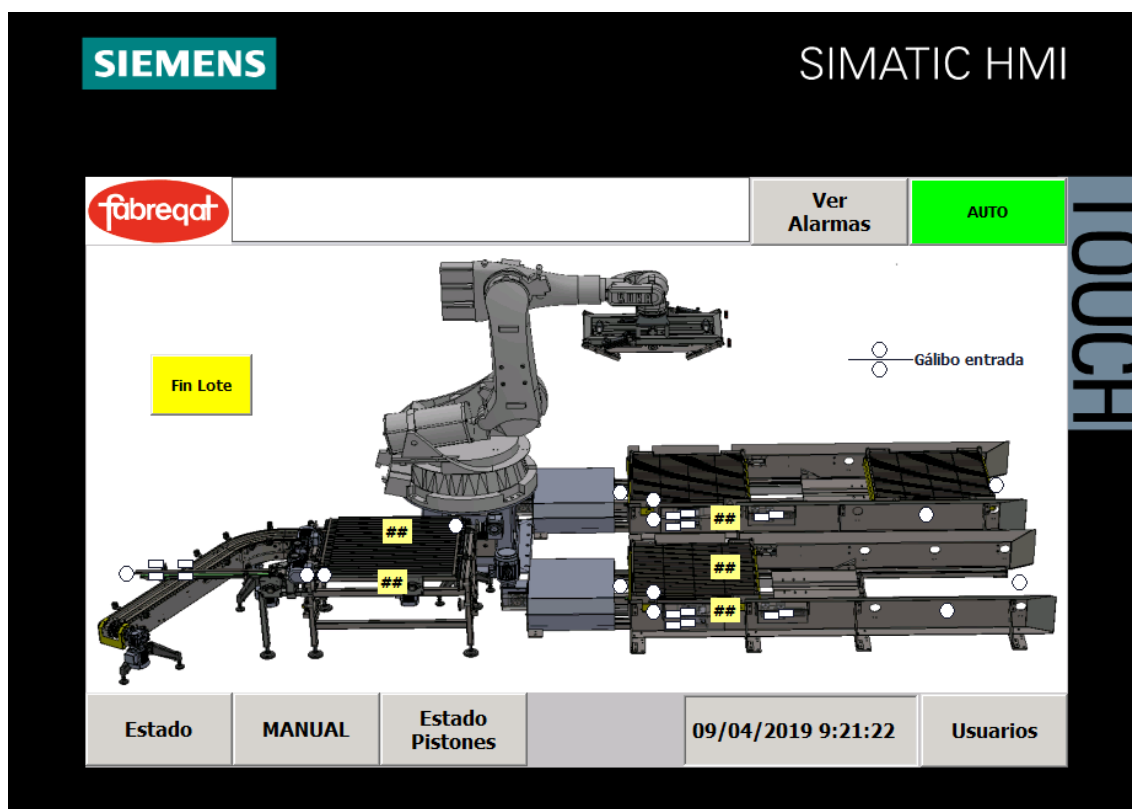 SIEMENS
SIMATIC HMI
TOUCH
fabregat
Ver
Alarmas
AUTO
Fin Lote
Gálibo entrada
##
##
##
##
##
Estado
MANUAL
Estado
Pistones
09/04/2019 9:21:22
Usuarios